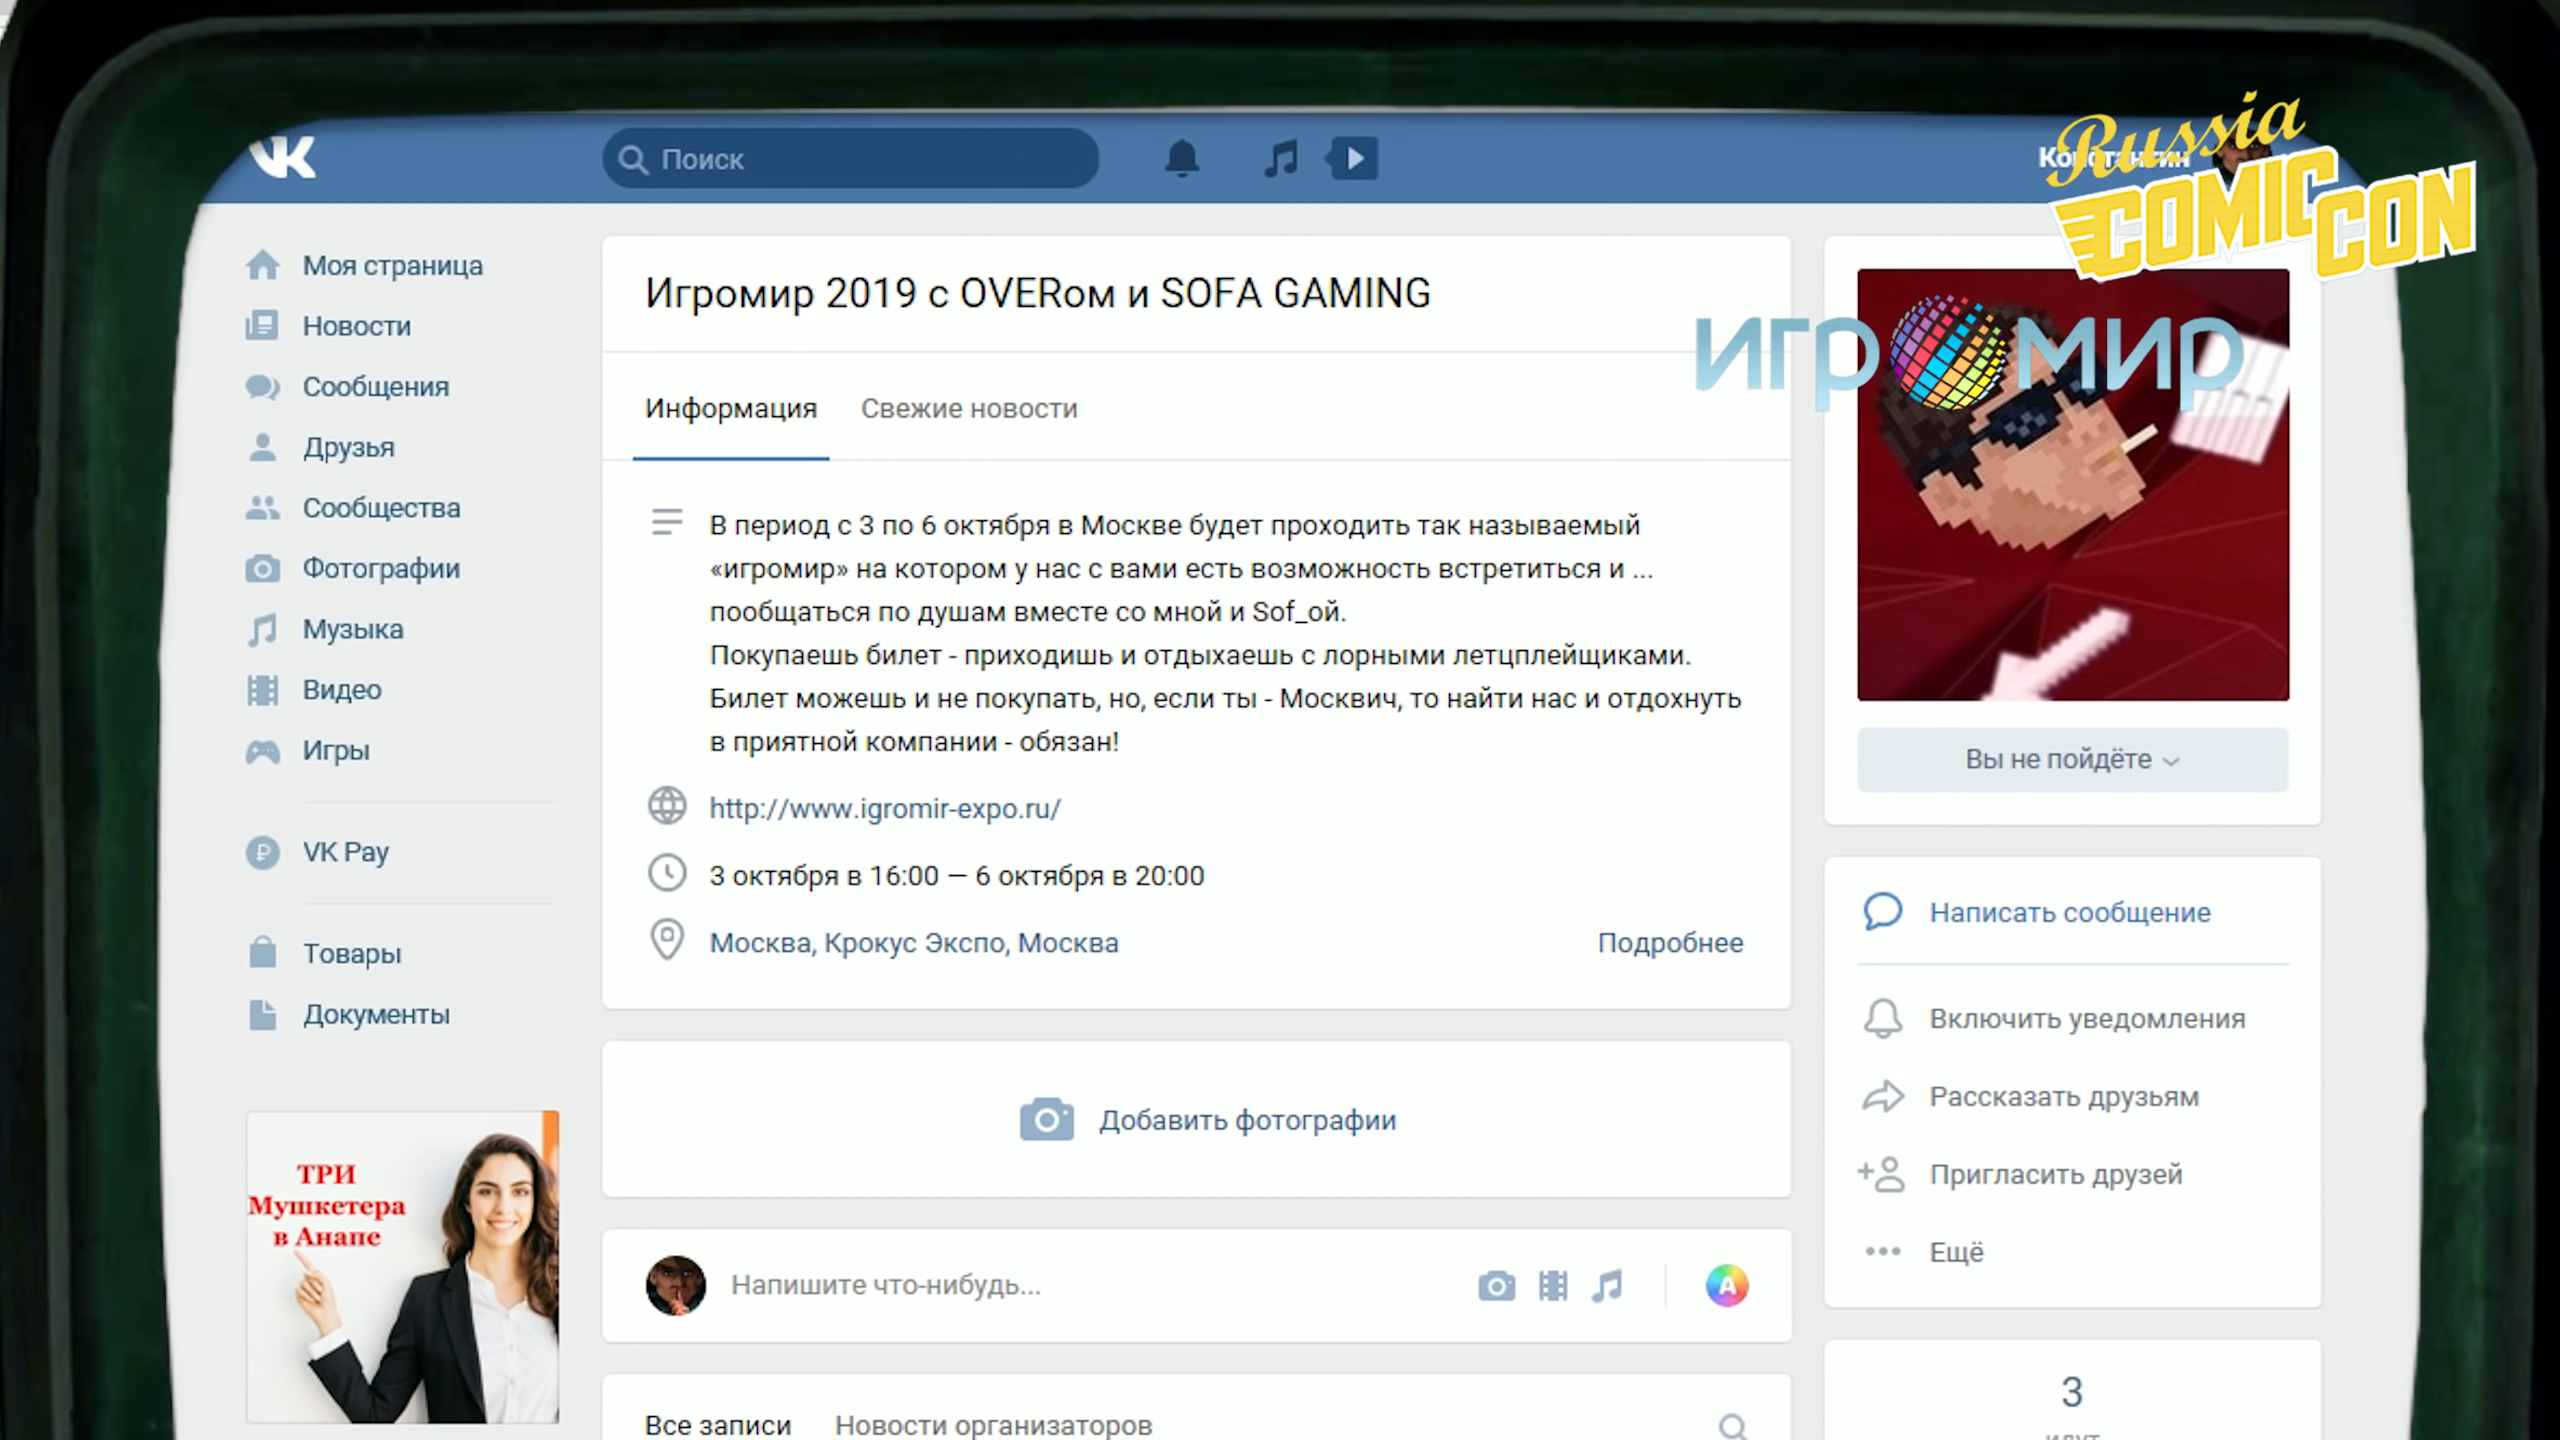 VK
Поиск
Константин
Russia
COMIC CON
ИГРОМИР
Моя страница
Новости
Сообщения
Друзья
Сообщества
Фотографии
Музыка
Видео
Игры
VK Pay
Товары
Документы
ТРИ
Мушкетера
в Анапе
Игромир 2019 с OVERом и SOFA GAMING
Информация Свежие новости
В период с 3 по 6 октября в Москве будет проходить так называемый
«игромир» на котором у нас с вами есть возможность встретиться и ...
пообщаться по душам вместе со мной и Sof_ой.
Покупаешь билет - приходишь и отдыхаешь с лорными летцплейщиками.
Билет можешь и не покупать, но, если ты - Москвич, то найти нас и отдохнуть
в приятной компании - обязан!
http://www.igromir-expo.ru/
3 октября в 16:00 — 6 октября в 20:00
Москва, Крокус Экспо, Москва Подробнее
Добавить фотографии
Напишите что-нибудь...
A
Все записи Новости организаторов
Вы не пойдёте
Написать сообщение
Включить уведомления
Рассказать друзьям
Пригласить друзей
Ещё
3
идут